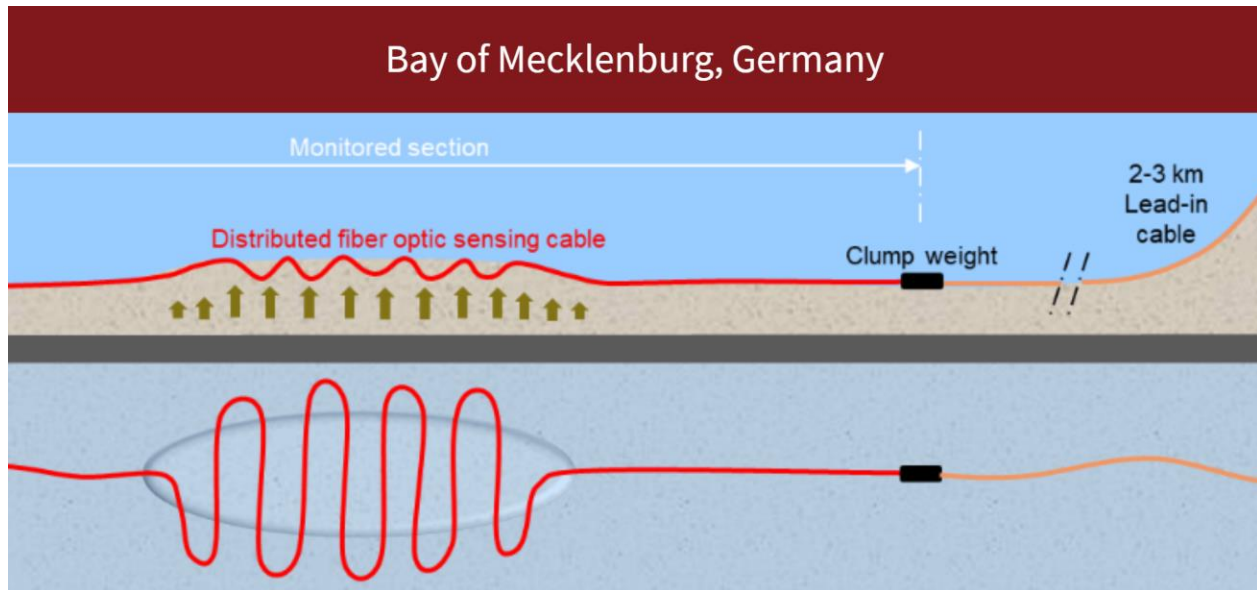 Bay of Mecklenburg, Germany
Monitored section
2-3 km
Lead-in
cable
Distributed fiber optic sensing cable
Clump weight